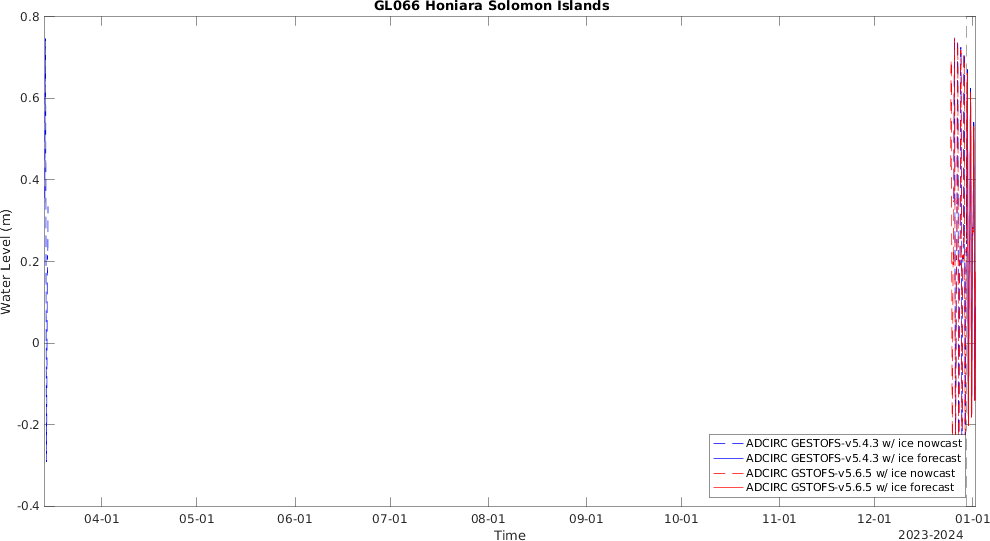 GL066 Honiara Solomon Islands
0.8
0.6
0.4
0.2
0
-0.2
-0.4
Water Level (m)
ADCIRC GESTOFS-v5.4.3 w/ ice nowcast
ADCIRC GESTOFS-v5.4.3 w/ ice forecast
ADCIRC GSTOFS-v5.6.5 w/ ice nowcast
ADCIRC GSTOFS-v5.6.5 w/ ice forecast
04-01 05-01 06-01 07-01 08-01 09-01 10-01 11-01 12-01 01-01
Time
2023-2024